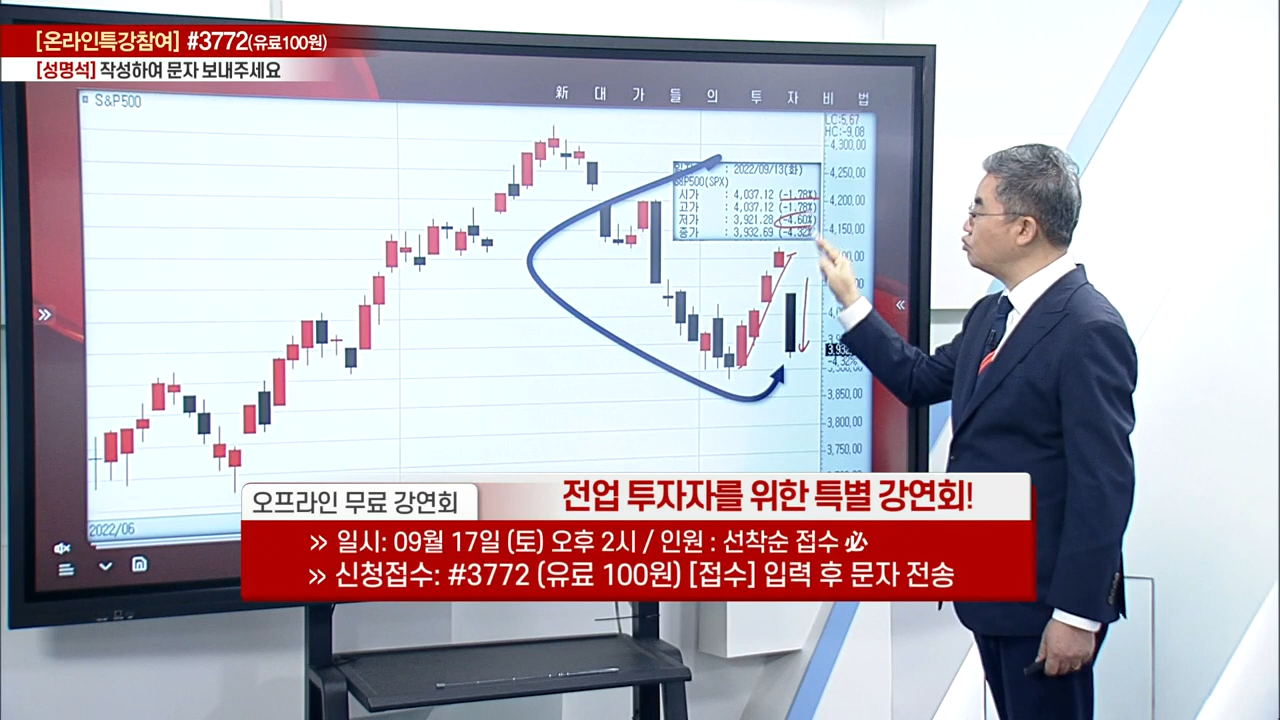 [온라인특강참여] #3772(유료100원)
[성명석] 작성하여 문자 보내주세요
新 대가들의 투자비법
S&P500
LC:5.67
HC:-9.08
4,300.00
4,250.00
4,200.00
4,150.00
: 2022/09/13(화)
S&P500(SPX)
시가 : 4,037.12 (-1.78%)
고가 : 4,037.12 (-1.78%)
저가 : 3,921.28 (-4.60%)
종가 : 3,932.69 (-4.32%)
-4.32%
3,850.00
3,800.00
3,750.00
2022/06
오프라인 무료 강연회
전업 투자자를 위한 특별 강연회!
» 일시: 09월 17일 (토) 오후 2시 / 인원 : 선착순 접수 必
» 신청접수: #3772 (유료 100원) [접수] 입력 후 문자 전송